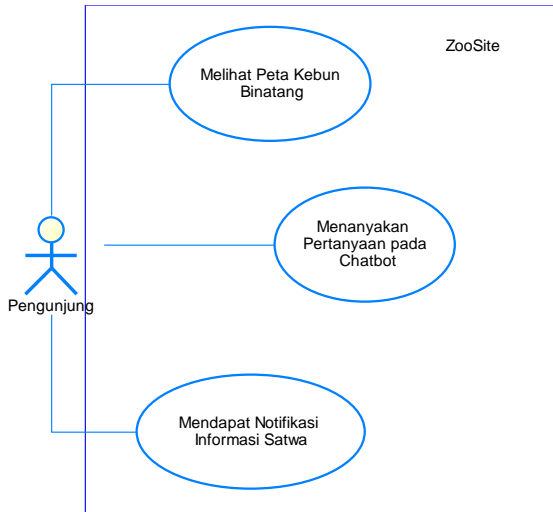 ZooSite
Melihat Peta Kebun
Binatang
Menanyakan
Pertanyaan pada
Chatbot
Pengunjung
Mendapat Notifikasi
Informasi Satwa